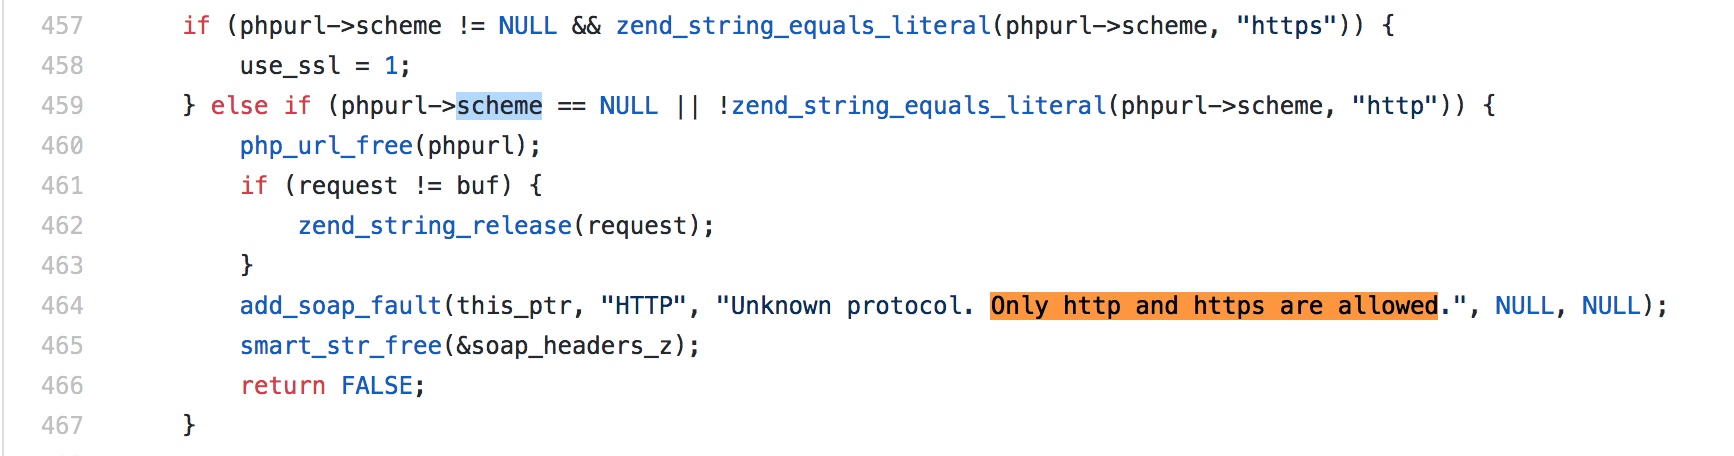 457 if (phpurl->scheme != NULL && zend_string_equals_literal(phpurl->scheme, "https")) {
458 use_ssl = 1;
459 } else if (phpurl->scheme == NULL || !zend_string_equals_literal(phpurl->scheme, "http")) {
460 php_url_free(phpurl);
461 if (request != buf) {
462 zend_string_release(request);
463 }
464 add_soap_fault(this_ptr, "HTTP", "Unknown protocol. Only http and https are allowed.", NULL, NULL);
465 smart_str_free(&soap_headers_z);
466 return FALSE;
467 }